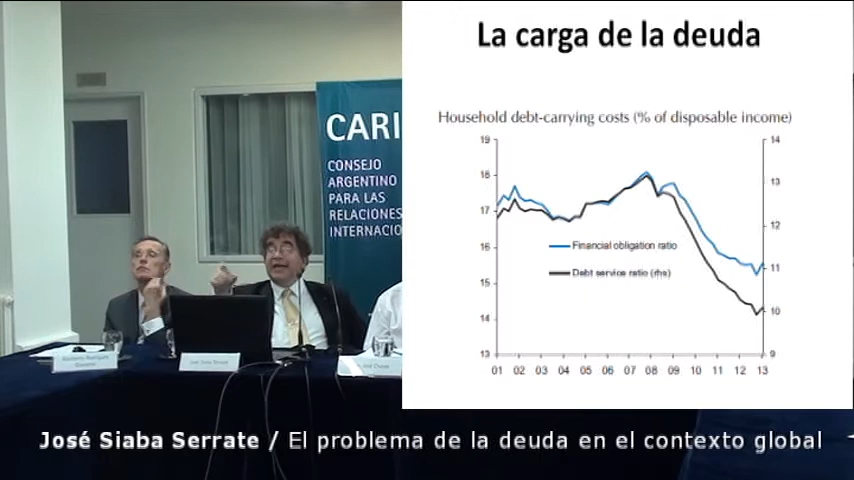 La carga de la deuda
Household debt-carrying costs (% of disposable income)
19
18
17
16
15
14
13
14
13
12
11
10
9
Financial obligation ratio
Debt service ratio (rhs)
01 02 03 04 05 06 07 08 09 10 11 12 13
CARI
CONSEJO
ARGENTINO
PARA LAS
RELACIONES
INTERNACIO
José Siaba Serrate
José Siaba Serrate / El problema de la deuda en el contexto global